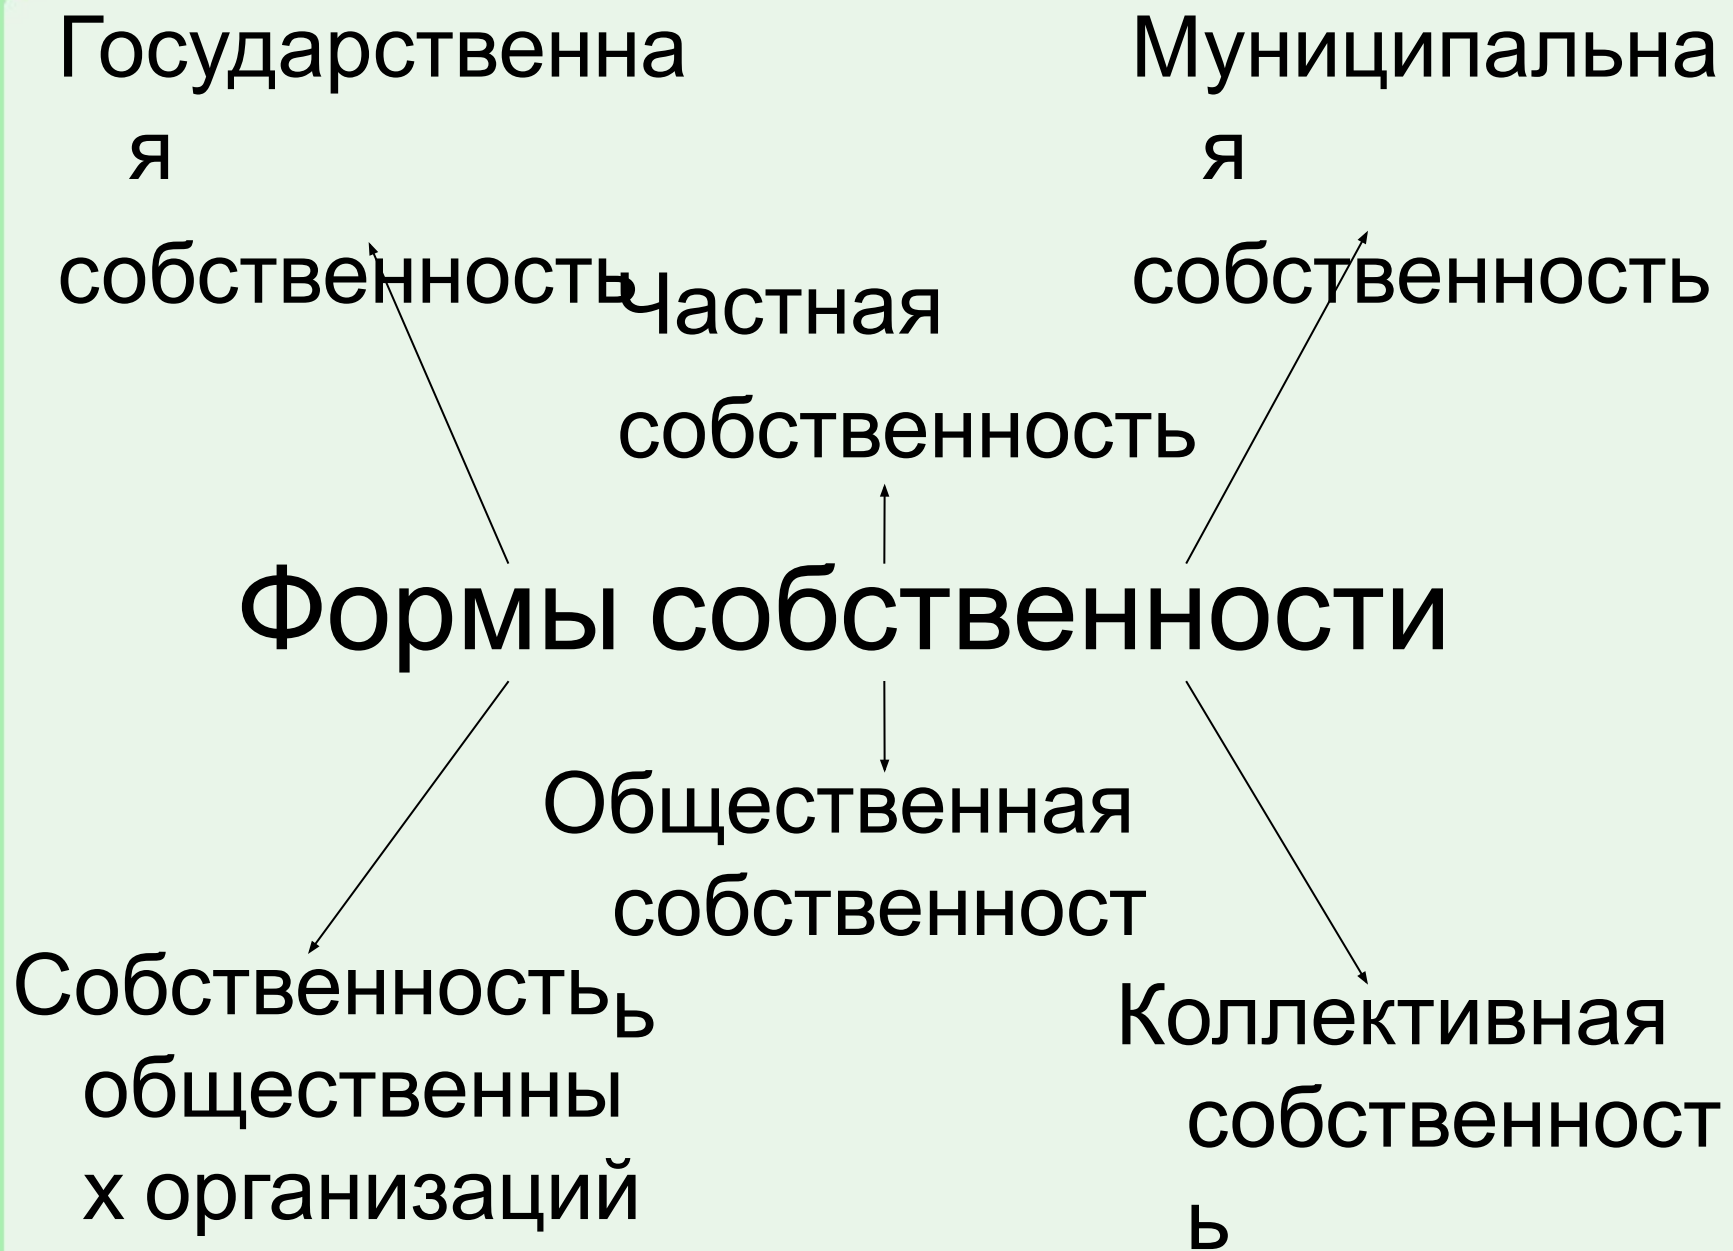 Государственна
я
собственность
Муниципальна
я
собственность
Частная
собственность
Формы собственности
Общественная
собственност
ь
Собственность
общественны
х организаций
Коллективная
собственност
ь